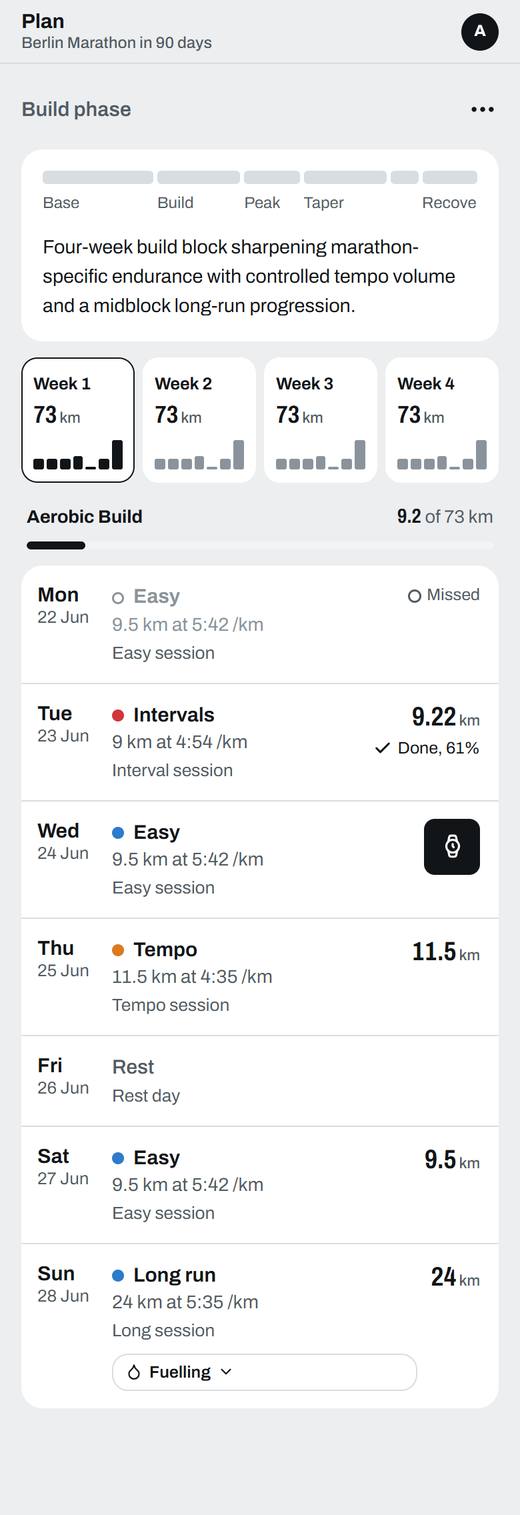 Plan
Berlin Marathon in 90 days
A
Build phase
Base Build Peak Taper Recove
Four-week build block sharpening marathon-
specific endurance with controlled tempo volume
and a midblock long-run progression.
Week 1 Week 2 Week 3 Week 4
73 km 73 km 73 km 73 km
Aerobic Build 9.2 of 73 km
Mon Easy Missed
22 Jun 9.5 km at 5:42 /km
Easy session
Tue Intervals 9.22 km
23 Jun 9 km at 4:54 /km Done, 61%
Interval session
Wed Easy
24 Jun 9.5 km at 5:42 /km
Easy session
Thu Tempo 11.5 km
25 Jun 11.5 km at 4:35 /km
Tempo session
Fri Rest
26 Jun Rest day
Sat Easy 9.5 km
27 Jun 9.5 km at 5:42 /km
Easy session
Sun Long run 24 km
28 Jun 24 km at 5:35 /km
Long session
Fuelling